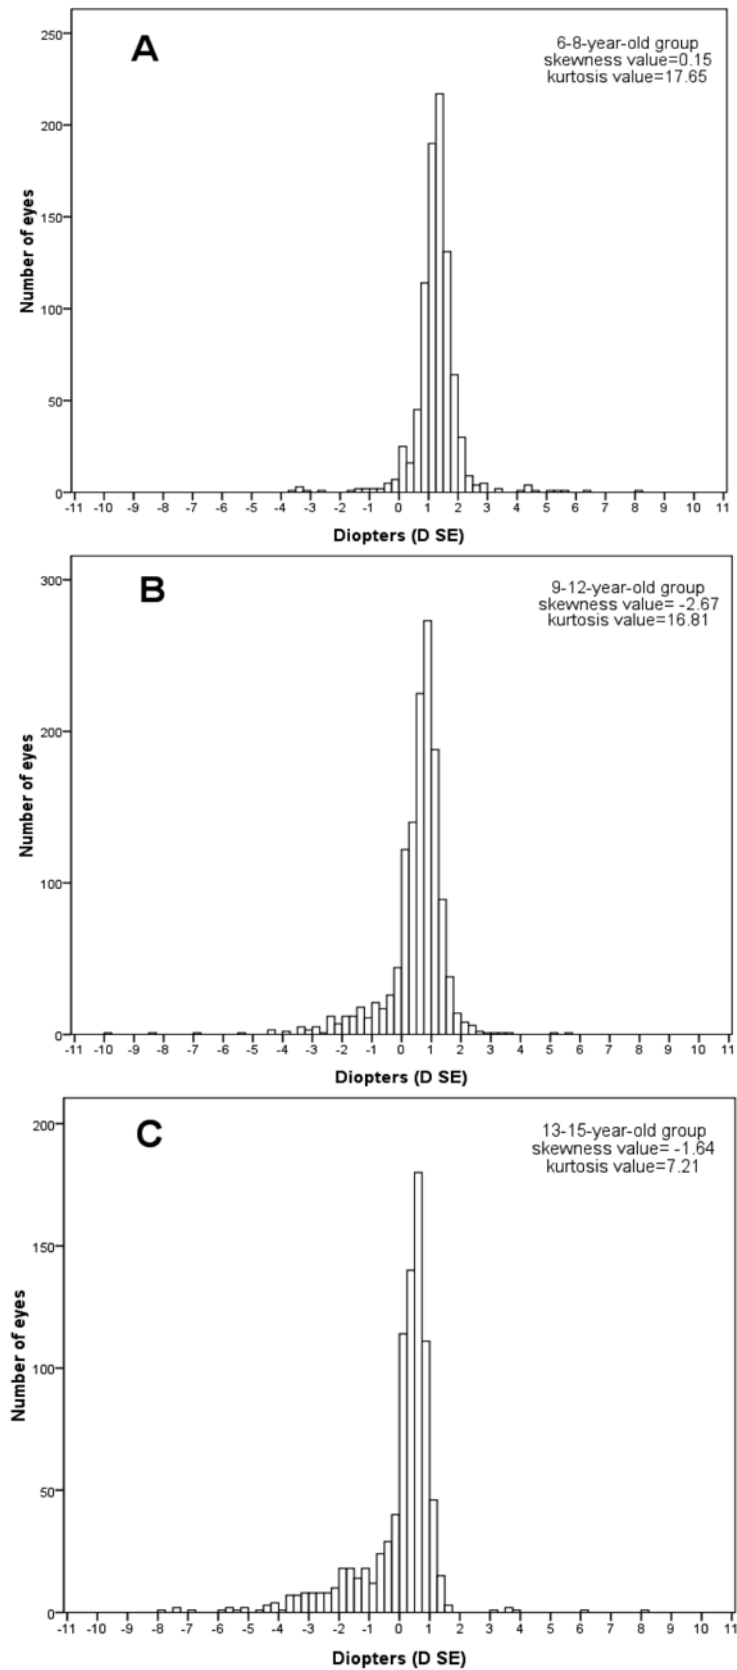 A
6-8-year-old group
skewness value=0.15
kurtosis value=17.65
Number of eyes
250
200
150
100
50
0
-11 -10 -9 -8 -7 -6 -5 -4 -3 -2 -1 0 1 2 3 4 5 6 7 8 9 10 11
Diopters (D SE)
B
9-12-year-old group
skewness value= -2.67
kurtosis value=16.81
Number of eyes
300
200
100
0
-11 -10 -9 -8 -7 -6 -5 -4 -3 -2 -1 0 1 2 3 4 5 6 7 8 9 10 11
Diopters (D SE)
C
13-15-year-old group
skewness value= -1.64
kurtosis value=7.21
Number of eyes
200
150
100
50
0
-11 -10 -9 -8 -7 -6 -5 -4 -3 -2 -1 0 1 2 3 4 5 6 7 8 9 10 11
Diopters (D SE)